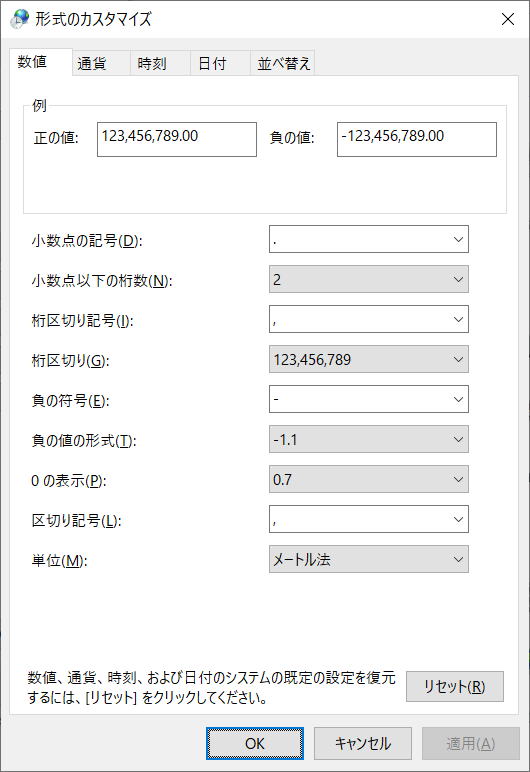 形式のカスタマイズ
数値 通貨 時刻 日付 並べ替え
例
正の値: 123,456,789.00 負の値: -123,456,789.00
小数点の記号(D): .
小数点以下の桁数(N): 2
桁区切り記号(I): ,
桁区切り(G): 123,456,789
負の符号(E): -
負の値の形式(T): -1.1
0 の表示(P): 0.7
区切り記号(L): ,
単位(M): メートル法
数値、通貨、時刻、および日付のシステムの既定の設定を復元
するには、[リセット] をクリックしてください。
リセット(R)
OK キャンセル 適用(A)